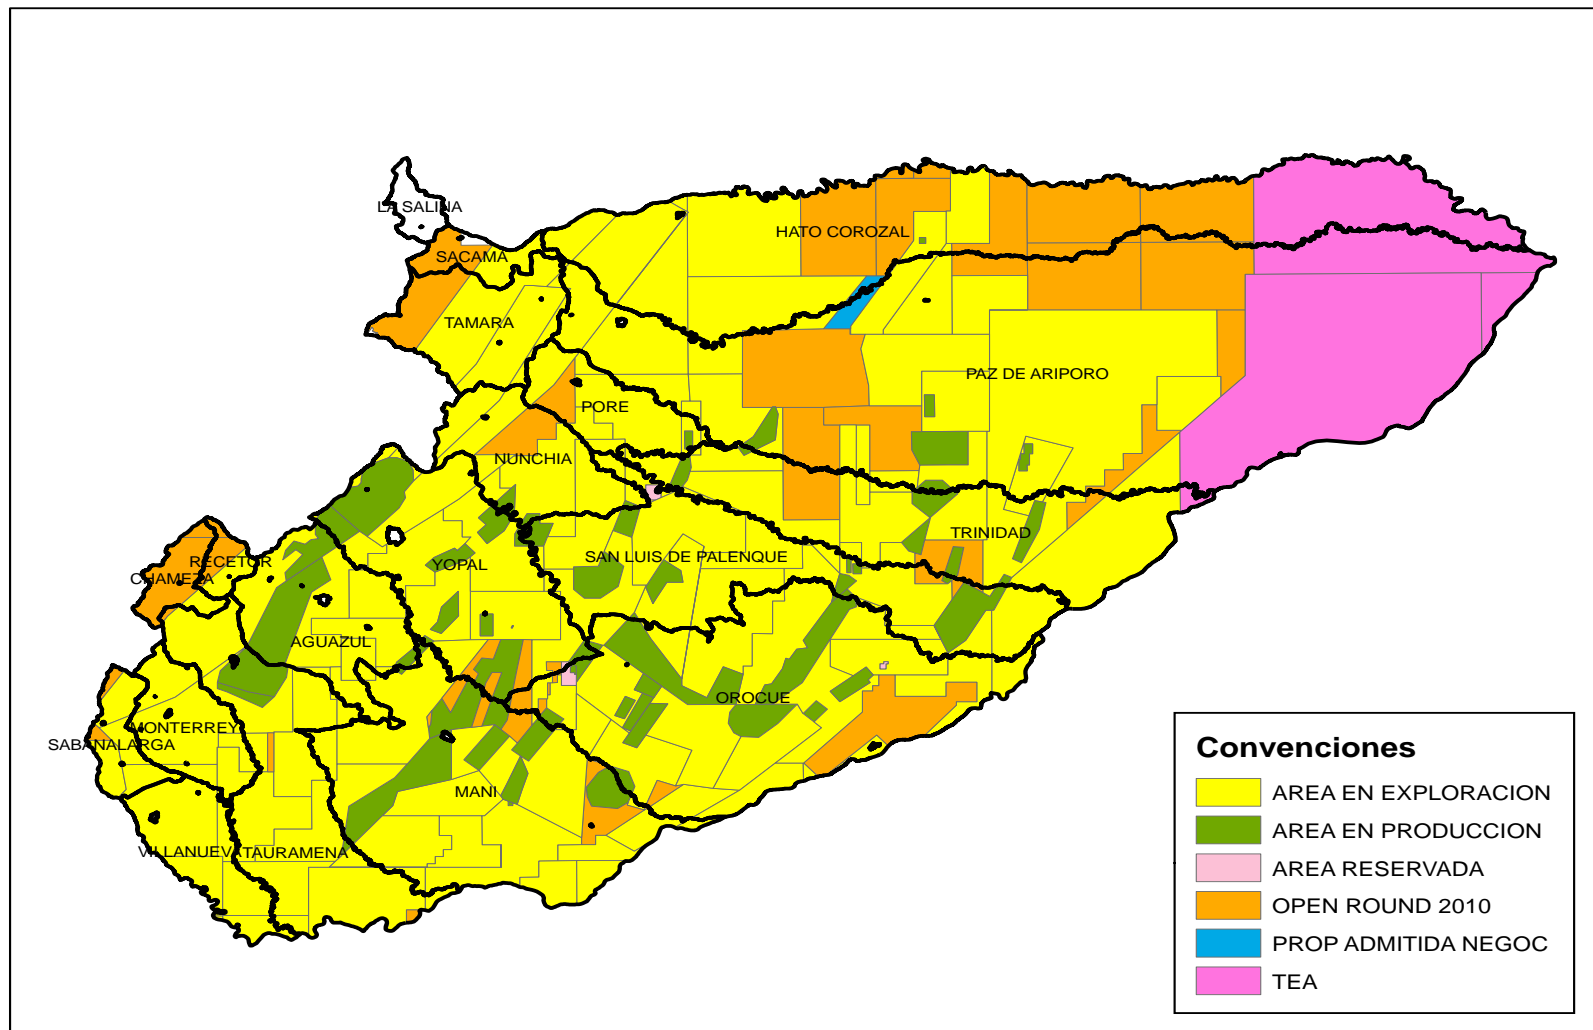 LA SALINA
HATO COROZAL
SACAMA
TAMARA
PAZ DE ARIPORO
PORE
NUNCHIA
TRINIDAD
SAN LUIS DE PALENQUE
RECETOR
YOPAL
CHAMEZA
AGUAZUL
OROCUE
MONTERREY
SABANALARGA
MANI
VILLANUEVA
TAURAMENA
Convenciones
AREA EN EXPLORACION
AREA EN PRODUCCION
AREA RESERVADA
OPEN ROUND 2010
PROP ADMITIDA NEGOC
TEA